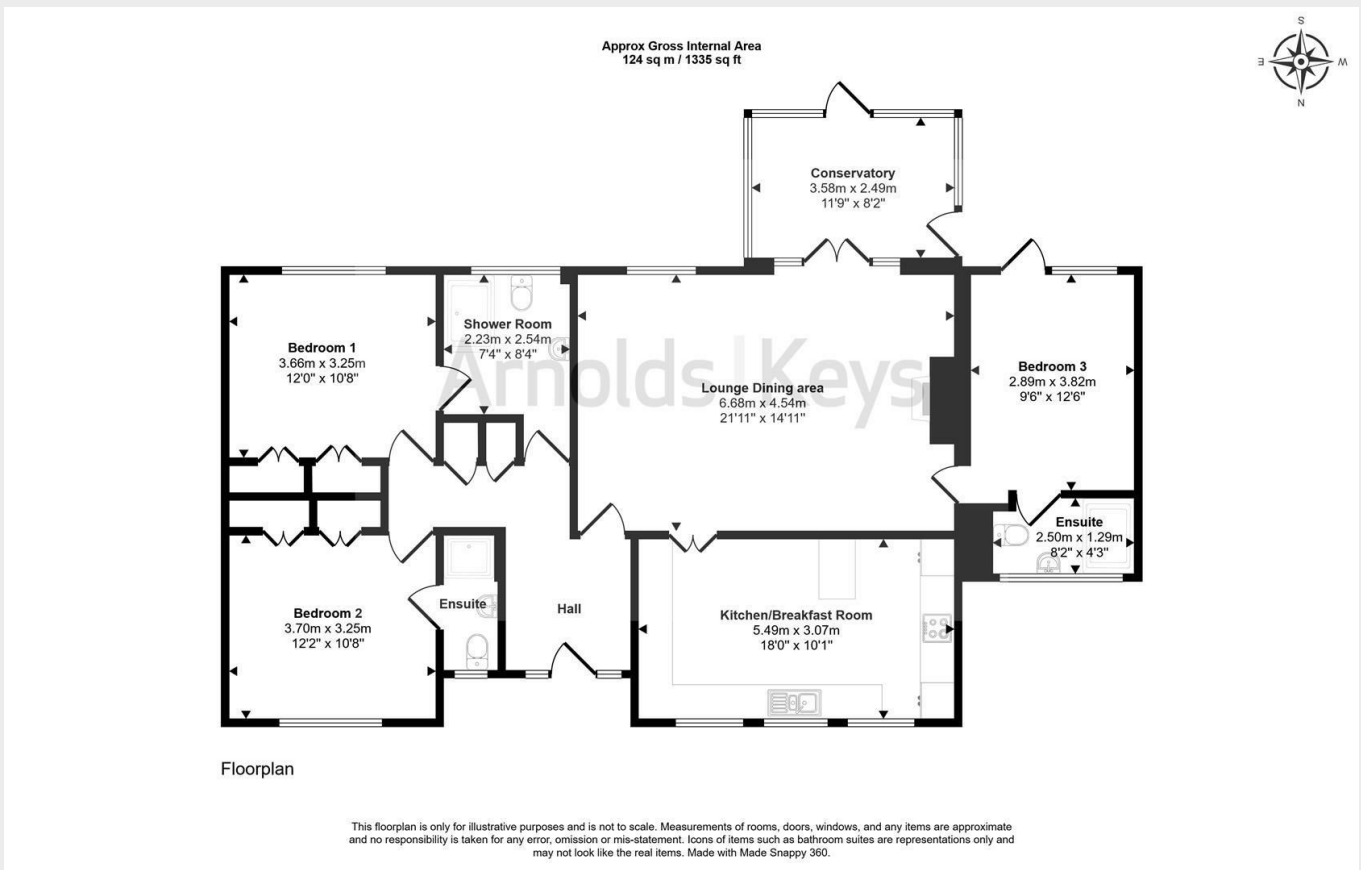 Approx Gross Internal Area
124 sq m / 1335 sq ft
S
E
W
N
Conservatory
3.58m x 2.49m
11'9" x 8'2"
Bedroom 1
3.66m x 3.25m
12'0" x 10'8"
Shower Room
2.23m x 2.54m
7'4" x 8'4"
Arnolds | Keys
Lounge Dining area
6.68m x 4.54m
21'11" x 14'11"
Bedroom 3
2.89m x 3.82m
9'6" x 12'6"
Ensuite
2.50m x 1.29m
8'2" x 4'3"
Bedroom 2
3.70m x 3.25m
12'2" x 10'8"
Ensuite
Hall
Kitchen/Breakfast Room
5.49m x 3.07m
18'0" x 10'1"
Floorplan
This floorplan is only for illustrative purposes and is not to scale. Measurements of rooms, doors, windows, and any items are approximate
and no responsibility is taken for any error, omission or mis-statement. Icons of items such as bathroom suites are representations only and
may not look like the real items. Made with Made Snappy 360.